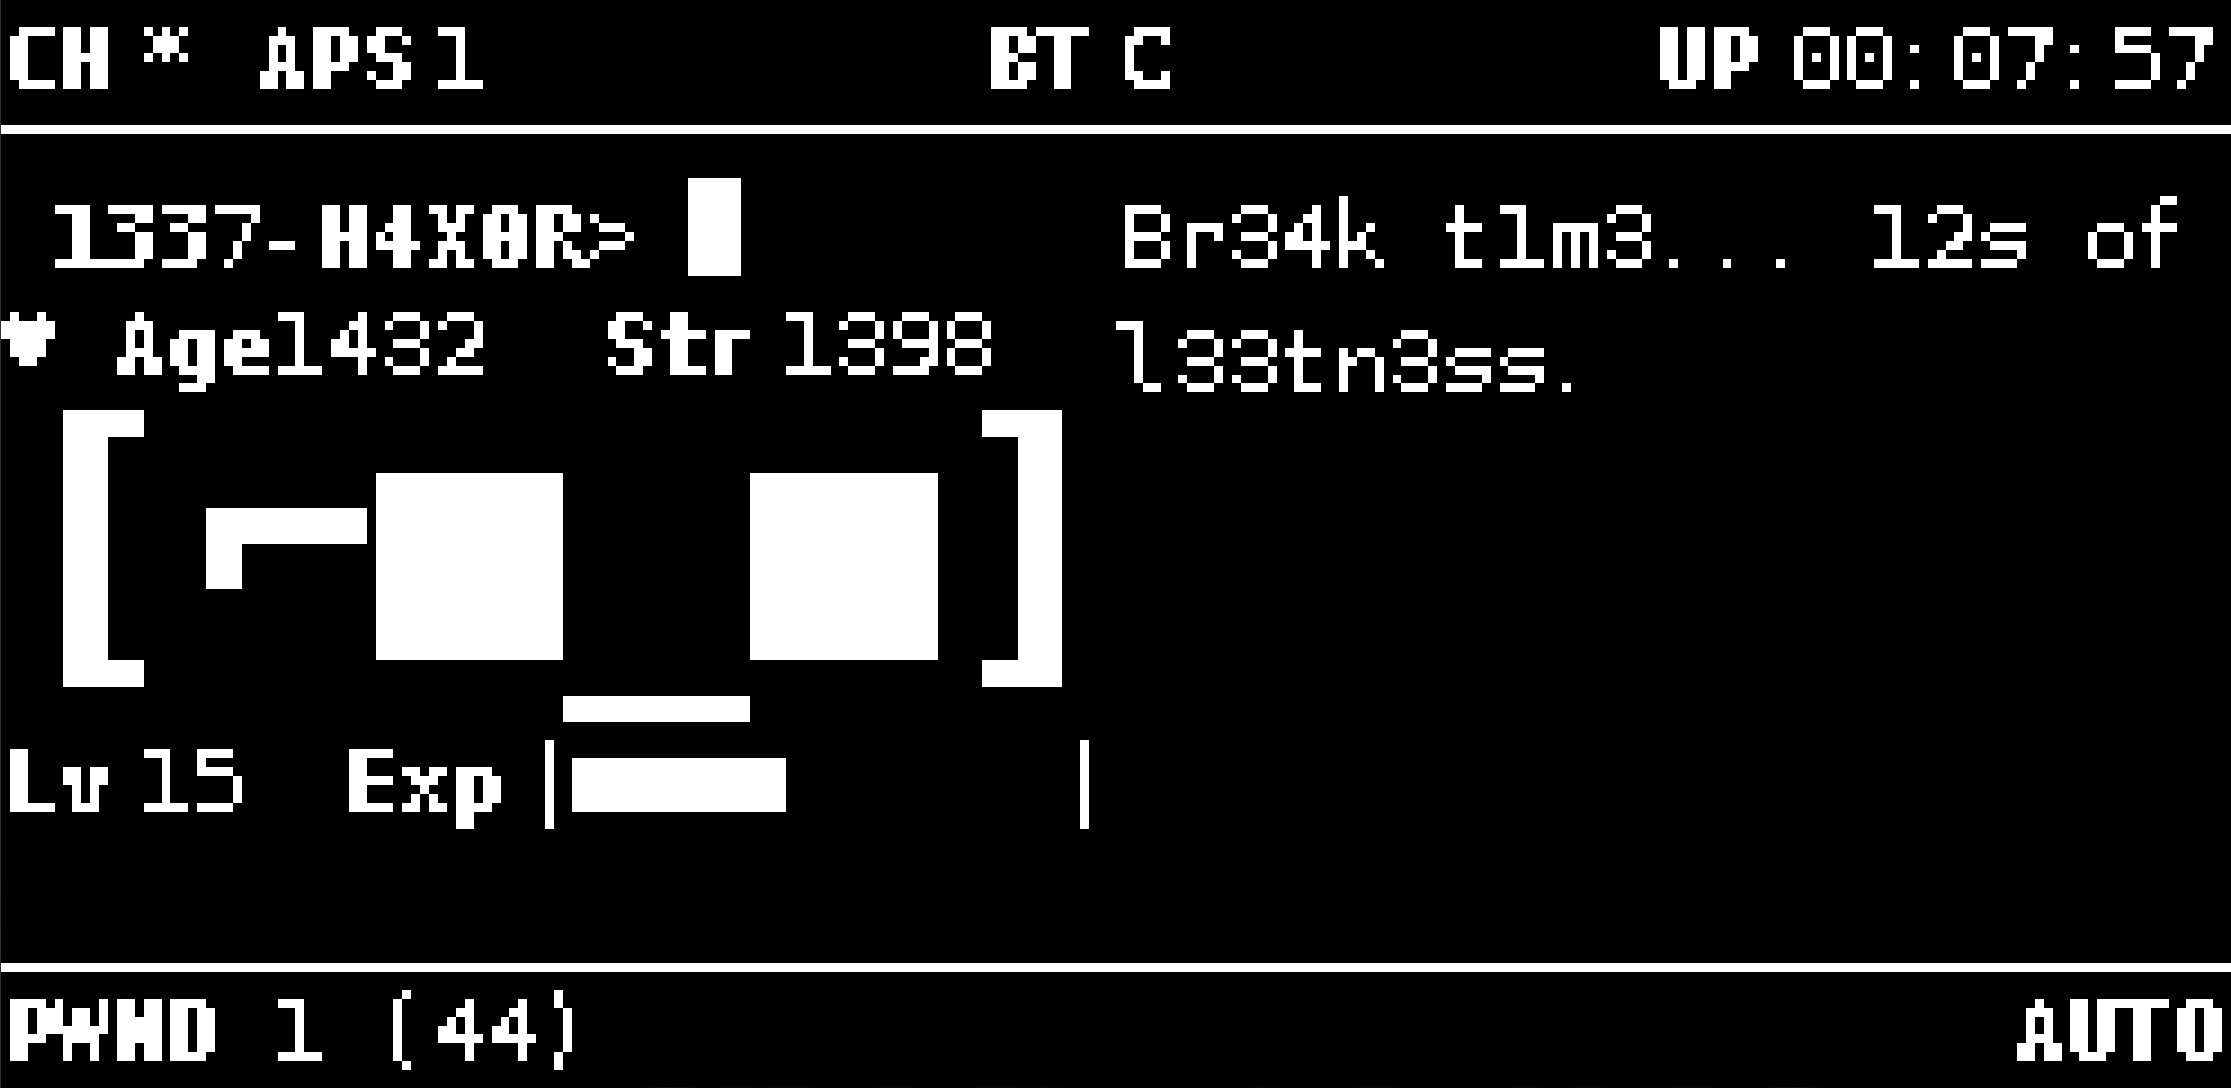 CH * APS 1 BT C UP 00:07:57
1337-H4X0R> █ Br34k t1m3... 12s of
♥ Age 1432 Str 1398 l33tn3ss.
[⌐■_■]
Lv 15 Exp |████ |
PWND 1 (44) AUTO